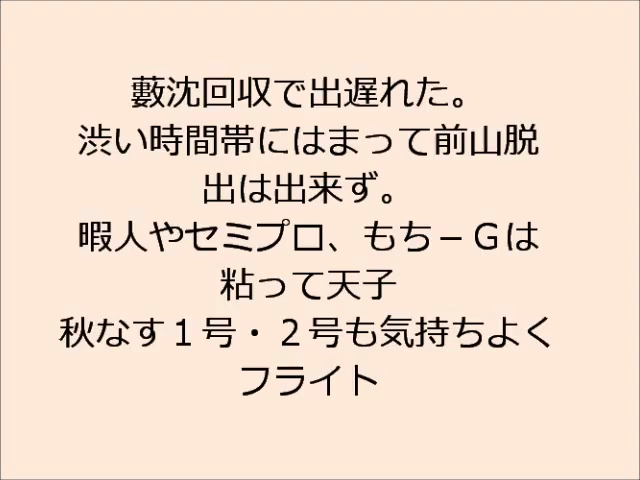 藪沈回収で出遅れた。
渋い時間帯にはまって前山脱
出は出来ず。
暇人やセミプロ、もち－Ｇは
粘って天子
秋なす１号・２号も気持ちよく
フライト